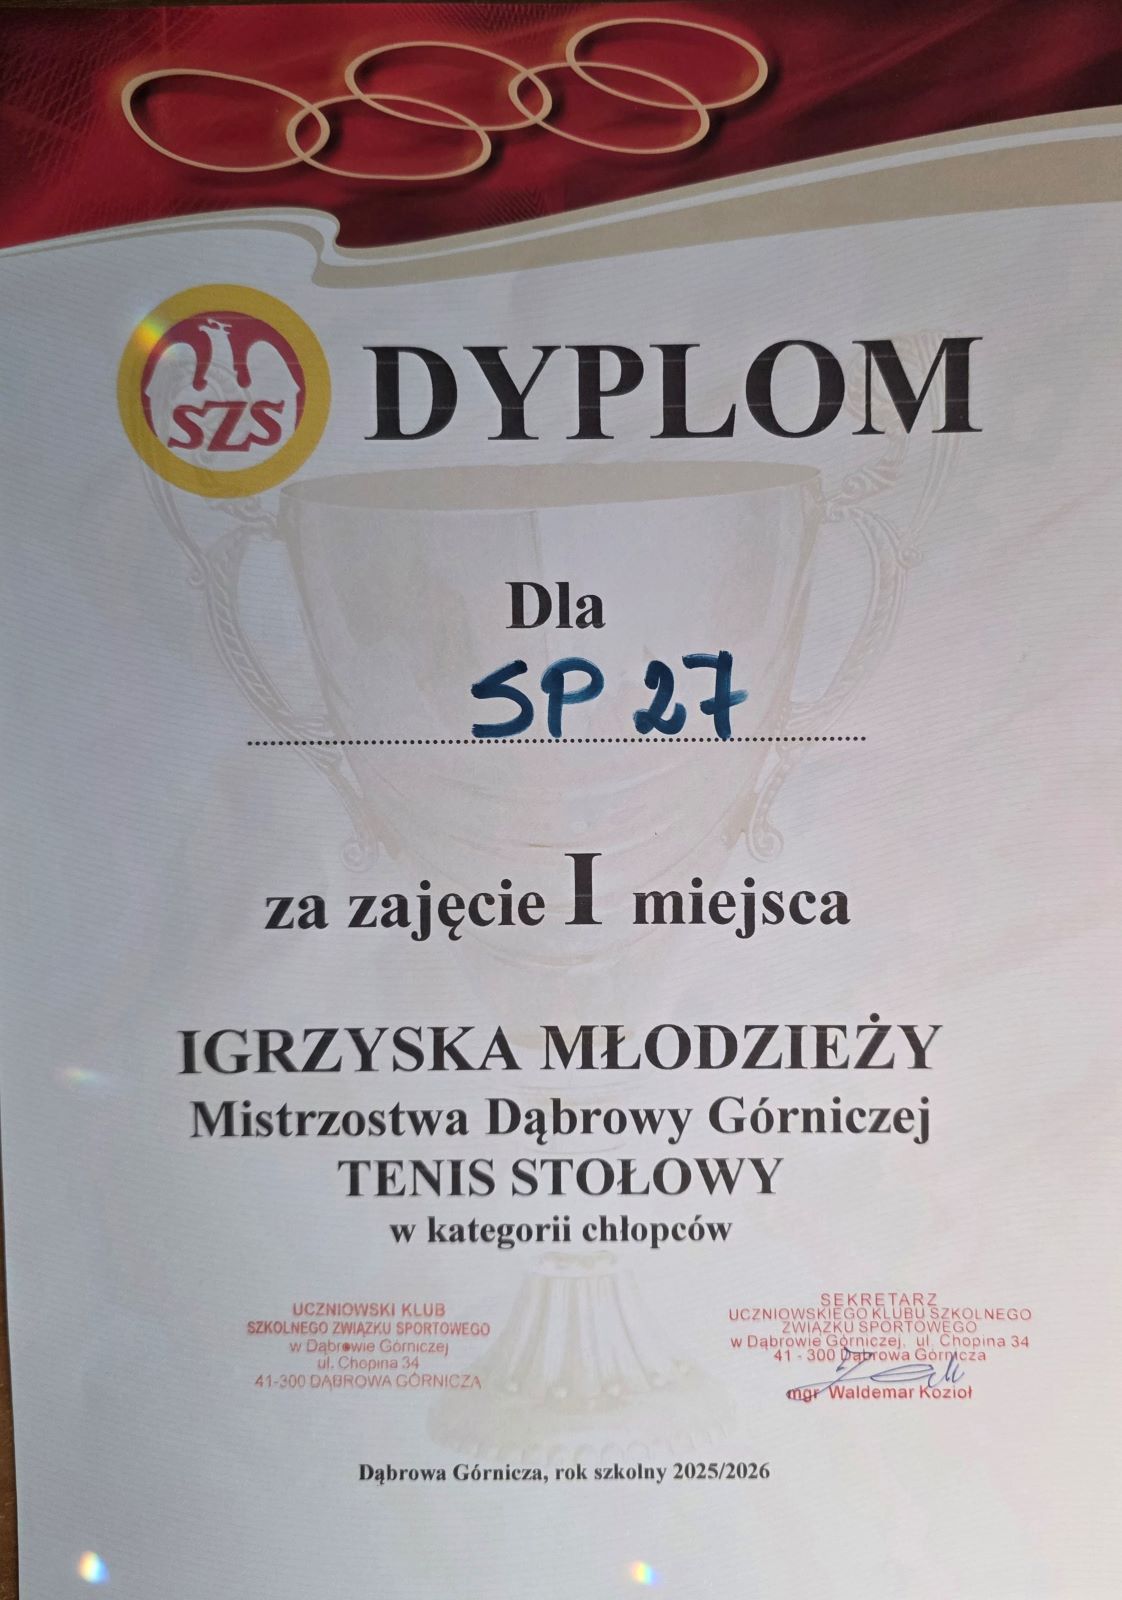 SZS
DYPLOM
Dla
SP 27
za zajęcie I miejsca
IGRZYSKA MŁODZIEŻY
Mistrzostwa Dąbrowy Górniczej
TENIS STOŁOWY
w kategorii chłopców
UCZNIOWSKI KLUB
SZKOLNEGO ZWIĄZKU SPORTOWEGO
w Dąbrowie Górniczej
ul. Chopina 34
41-300 DĄBROWA GÓRNICZA
SEKRETARZ
UCZNIOWSKIEGO KLUBU SZKOLNEGO
ZWIĄZKU SPORTOWEGO
w Dąbrowie Górniczej, ul. Chopina 34
41 - 300 Dąbrowa Górnicza
mgr Waldemar Kozioł
Dąbrowa Górnicza, rok szkolny 2025/2026